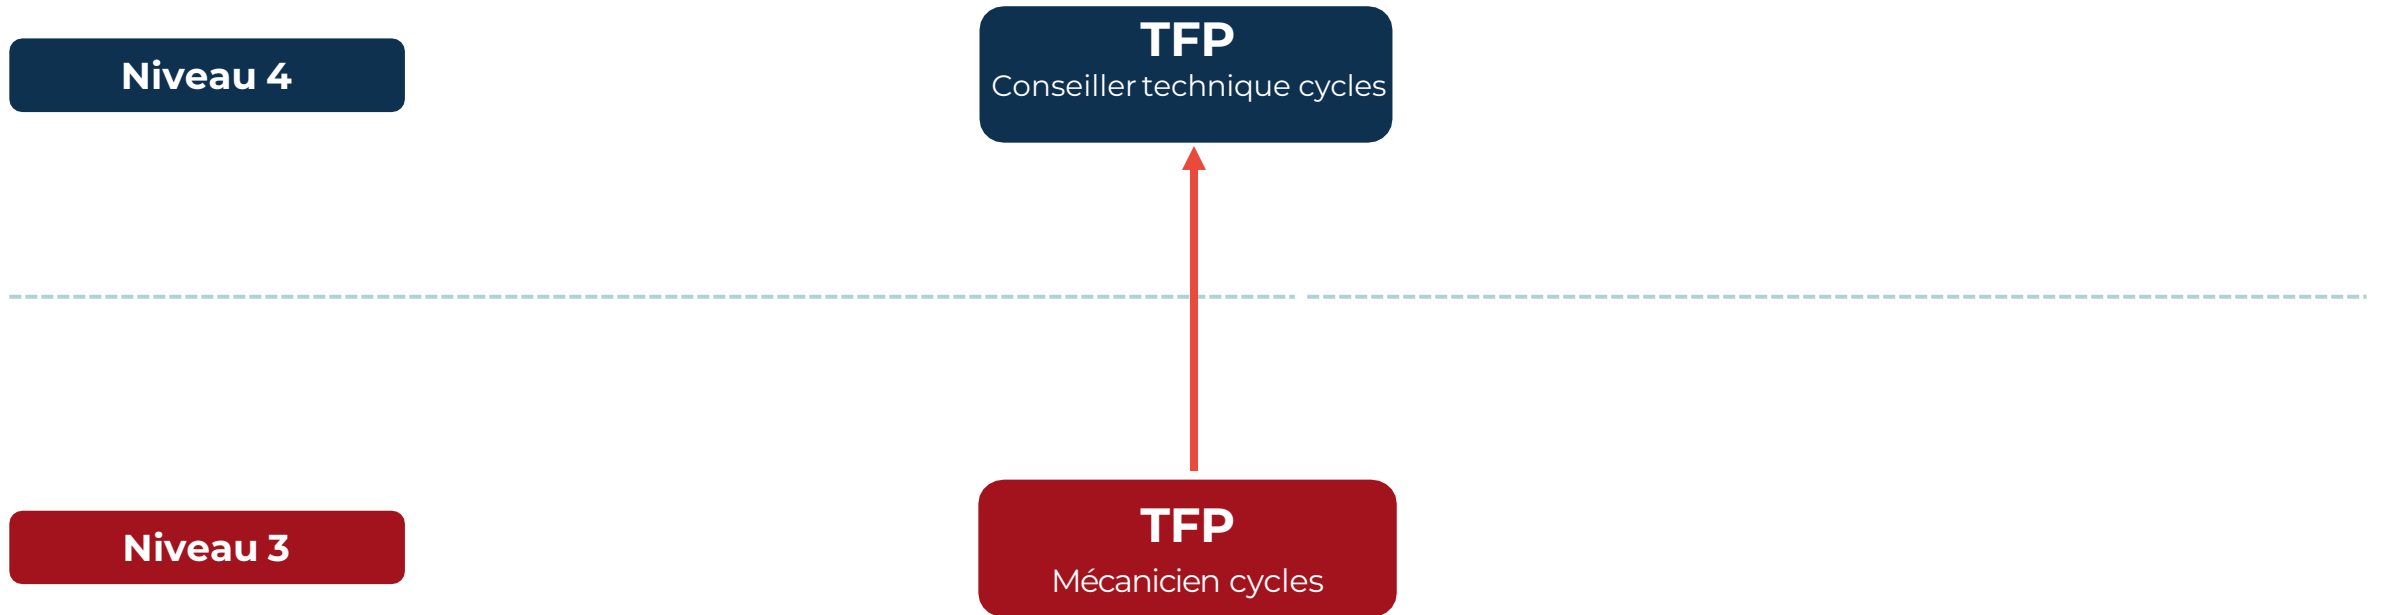 TFP
Niveau 4
Conseiller technique cycles
TFP
Niveau 3
Mécanicien cycles